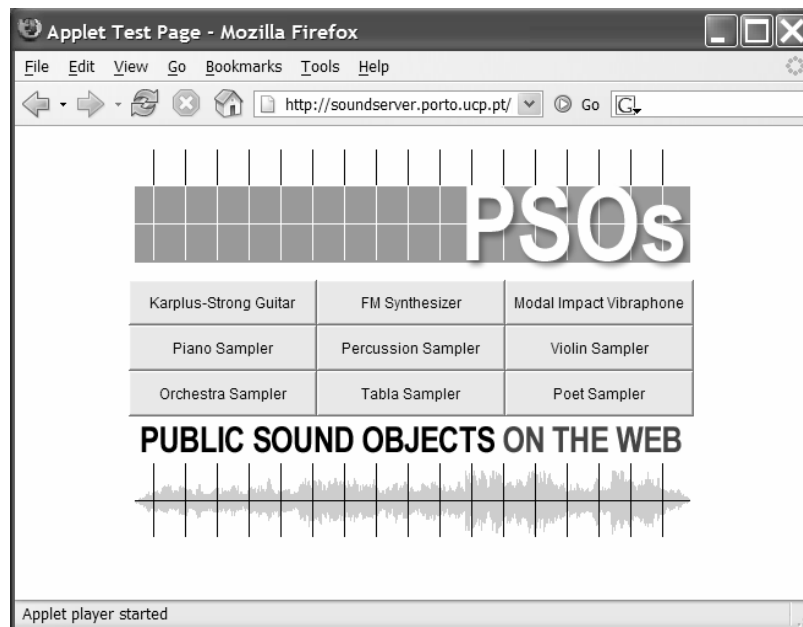 Applet Test Page - Mozilla Firefox
File Edit View Go Bookmarks Tools Help
http://soundserver.porto.ucp.pt/ Go G
PSOs
Karplus-Strong Guitar FM Synthesizer Modal Impact Vibraphone
Piano Sampler Percussion Sampler Violin Sampler
Orchestra Sampler Tabla Sampler Poet Sampler
PUBLIC SOUND OBJECTS ON THE WEB
Applet player started